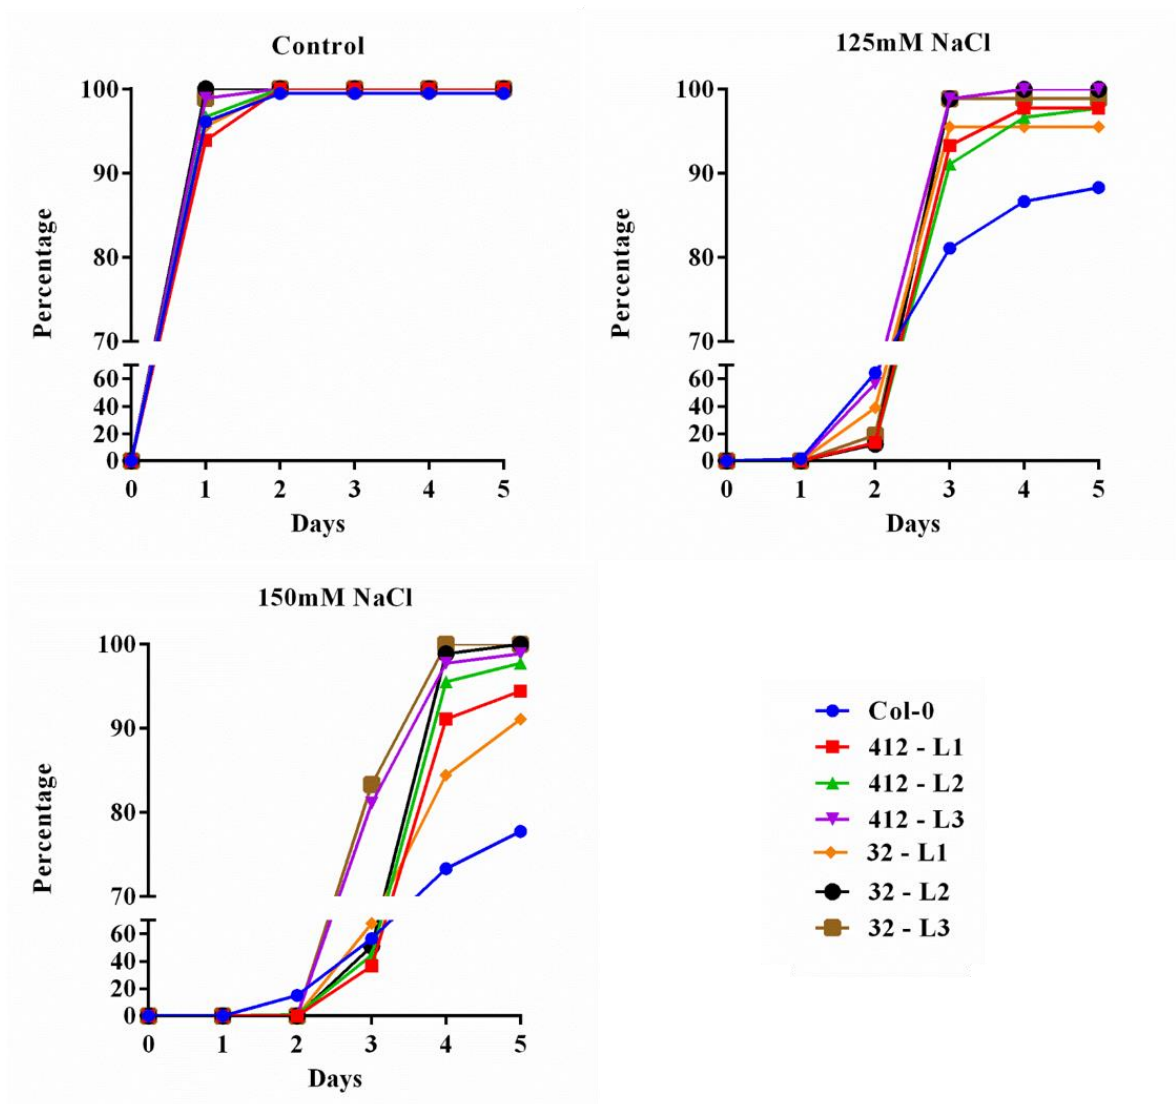 Control
Percentage
100
90
80
70
60
40
20
0
0 1 2 3 4 5
Days
125mM NaCl
Percentage
100
90
80
70
60
40
20
0
0 1 2 3 4 5
Days
150mM NaCl
Percentage
100
90
80
70
60
40
20
0
0 1 2 3 4 5
Days
Col-0
412 - L1
412 - L2
412 - L3
32 - L1
32 - L2
32 - L3